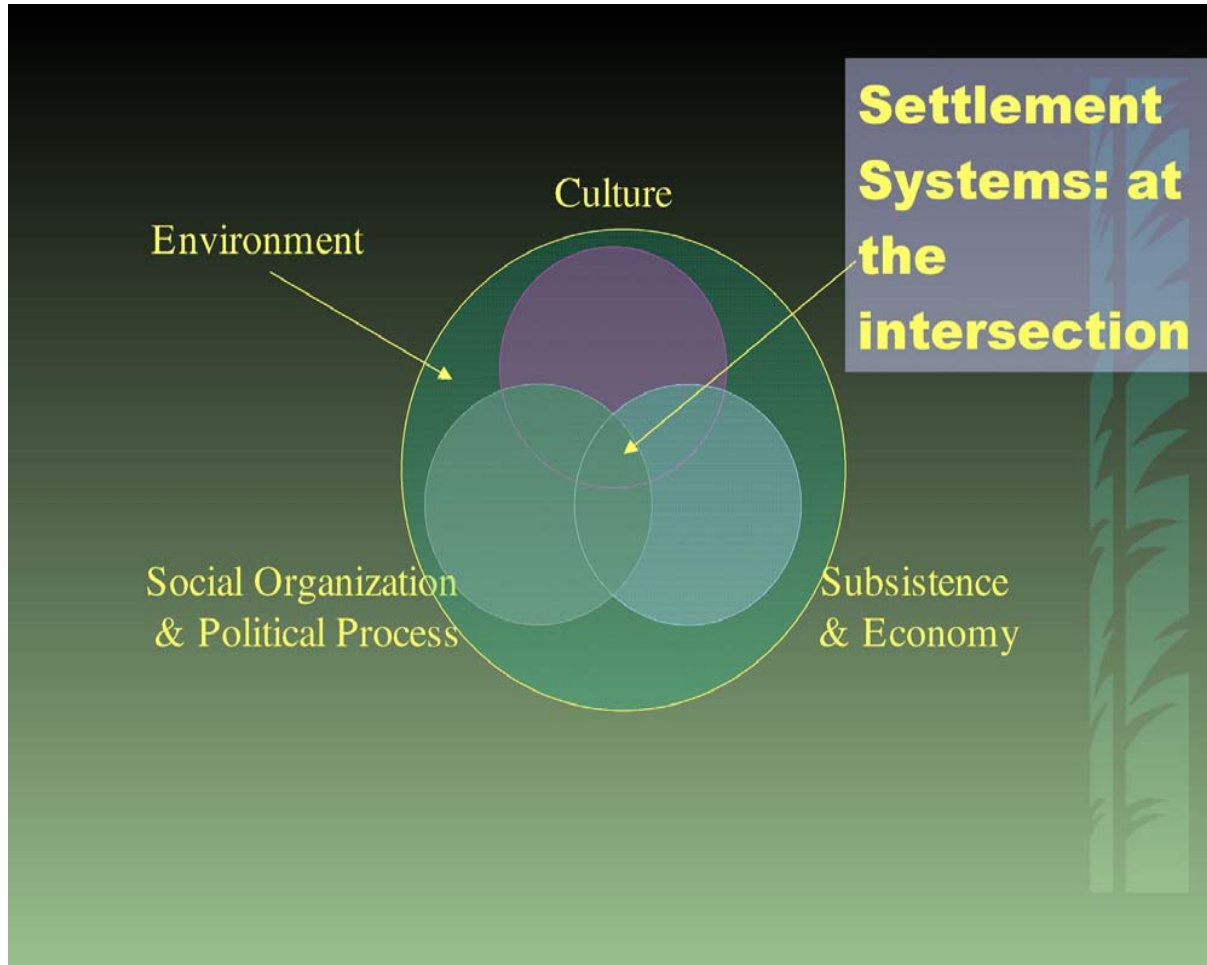 Settlement
Systems: at
the
intersection
Culture
Environment
Social Organization
& Political Process
Subsistence
& Economy